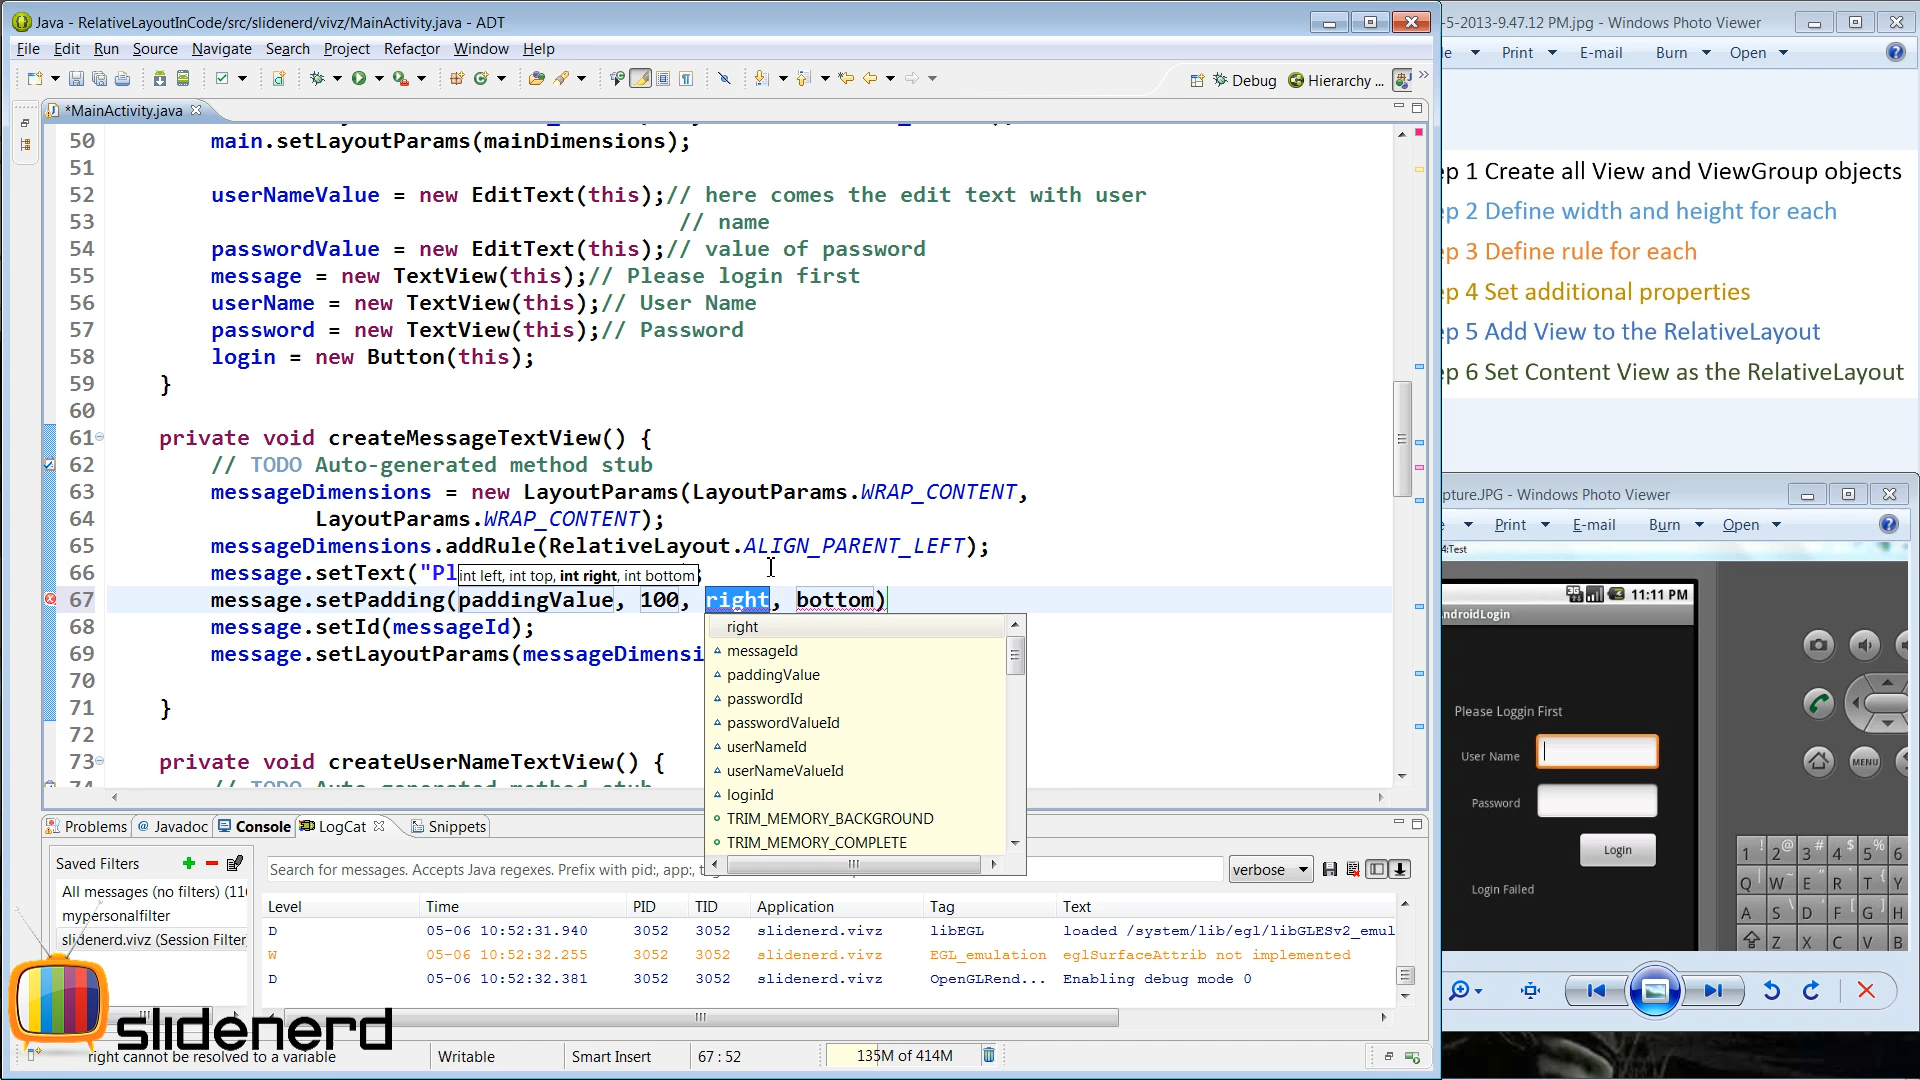 Java - RelativeLayoutInCode/src/slidenerd/vivz/MainActivity.java - ADT
File Edit Run Source Navigate Search Project Refactor Window Help
Debug Hierarchy ...
*MainActivity.java
50 main.setLayoutParams(mainDimensions);
51
52 userNameValue = new EditText(this);// here comes the edit text with user
53 // name
54 passwordValue = new EditText(this);// value of password
55 message = new TextView(this);// Please login first
56 userName = new TextView(this);// User Name
57 password = new TextView(this);// Password
58 login = new Button(this);
59 }
60
61 private void createMessageTextView() {
62 // TODO Auto-generated method stub
63 messageDimensions = new LayoutParams(LayoutParams.WRAP_CONTENT,
64 LayoutParams.WRAP_CONTENT);
65 messageDimensions.addRule(RelativeLayout.ALIGN_PARENT_LEFT);
66 message.setText("Pl
int left, int top, int right, int bottom
67 message.setPadding(paddingValue, 100, right, bottom)
68 message.setId(messageId);
69 message.setLayoutParams(messageDimensi
70
71 }
72
73 private void createUserNameTextView() {
74 // TODO Auto-generated method stub
right
messageId
paddingValue
passwordId
passwordValueId
userNameId
userNameValueId
loginId
TRIM_MEMORY_BACKGROUND
TRIM_MEMORY_COMPLETE
Problems Javadoc Console LogCat Snippets
Saved Filters
All messages (no filters) (11
mypersonalfilter
slidenerd.vivz (Session Filter
Search for messages. Accepts Java regexes. Prefix with pid:, app:, t
verbose
Level Time PID TID Application Tag Text
D 05-06 10:52:31.940 3052 3052 slidenerd.vivz libEGL loaded /system/lib/egl/libGLESv2_emul
W 05-06 10:52:32.255 3052 3052 slidenerd.vivz EGL_emulation eglSurfaceAttrib not implemented
D 05-06 10:52:32.381 3052 3052 slidenerd.vivz OpenGLRend... Enabling debug mode 0
slidenerd
right cannot be resolved to a variable Writable Smart Insert 67 : 52 135M of 414M
-5-2013-9.47.12 PM.jpg - Windows Photo Viewer
Print E-mail Burn Open
ep 1 Create all View and ViewGroup objects
ep 2 Define width and height for each
ep 3 Define rule for each
ep 4 Set additional properties
ep 5 Add View to the RelativeLayout
ep 6 Set Content View as the RelativeLayout
pture.JPG - Windows Photo Viewer
Print E-mail Burn Open
4:Test
11:11 PM
AndroidLogin
Please Loggin First
User Name
Password
Login
Login Failed
MENU
1 2 @ 3 # 4 $ 5 % 6
Q W E R T Y
A S D F G H
Z X C V B